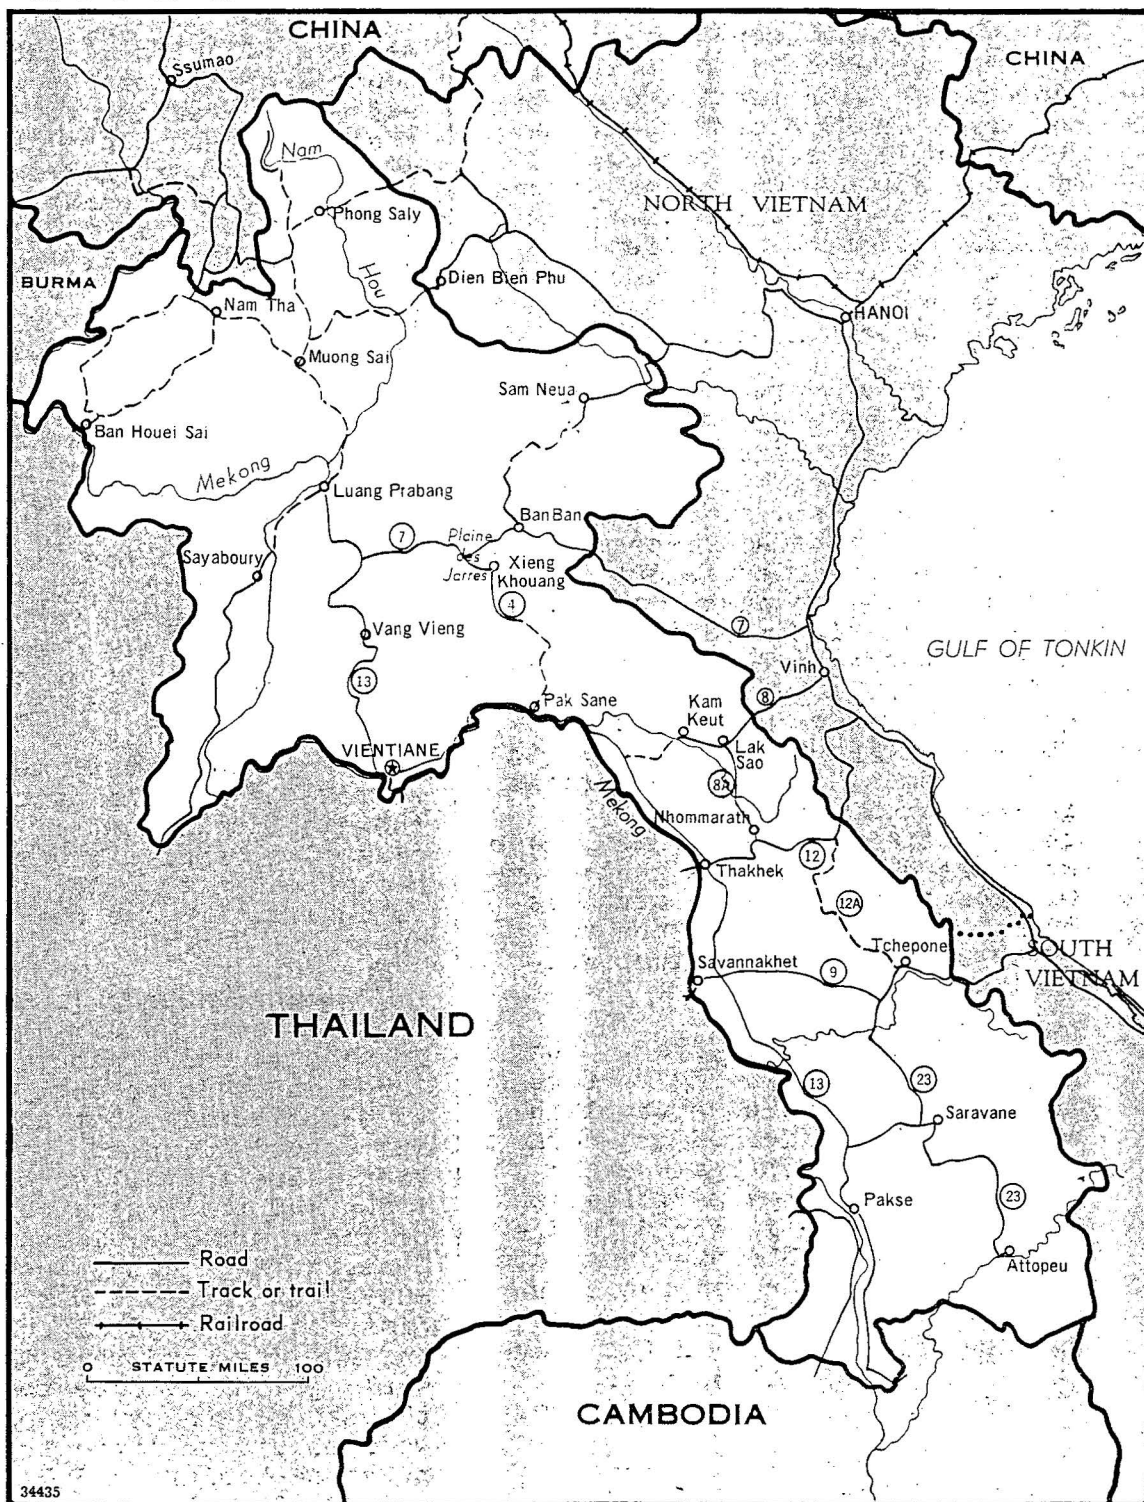 CHINA
CHINA
Ssumao
Nam
NORTH VIETNAM
Phong Saly
BURMA
Hou
Dien Bien Phu
Nam Tha
HANOI
Muong Sai
Sam Neua
Ban Houei Sai
Mekong
Luang Prabang
Ban Ban
7
Plaine
des
Jarres
Xieng
Khouang
Sayaboury
4
7
Vang Vieng
GULF OF TONKIN
Vinh
13
8
Pak Sane
Kam
Keut
VIENTIANE
Lak
Sao
8A
Mekong
Nhommarath
12
Thakhek
12A
Tchepone
SOUTH
VIETNAM
Savannakhet
9
THAILAND
13
23
Saravane
Pakse
23
Attopeu
Road
Track or trail
Railroad
0 STATUTE MILES 100
CAMBODIA
34435